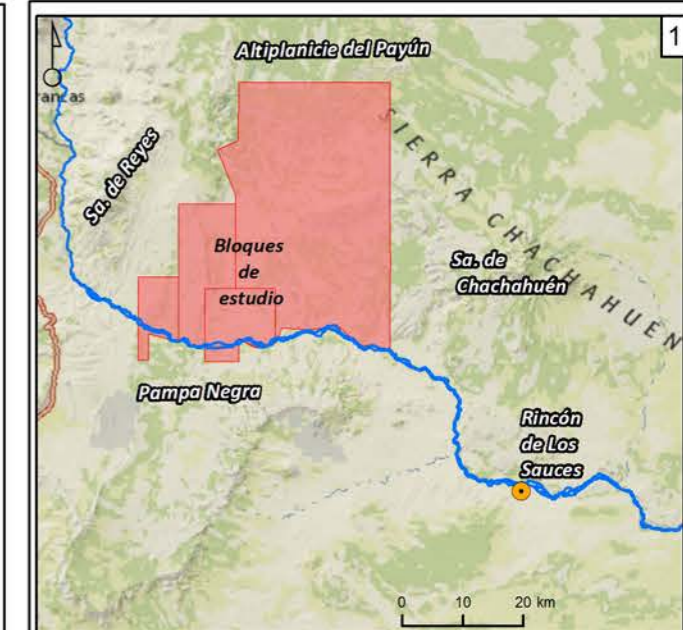 1
Altiplanicie del Payún
Sa. de Reyes
SIERRA CHACHAHUÉN
Bloques
de
estudio
Sa. de
Chachahuén
Pampa Negra
Rincón
de Los
Sauces
0 10 20 km